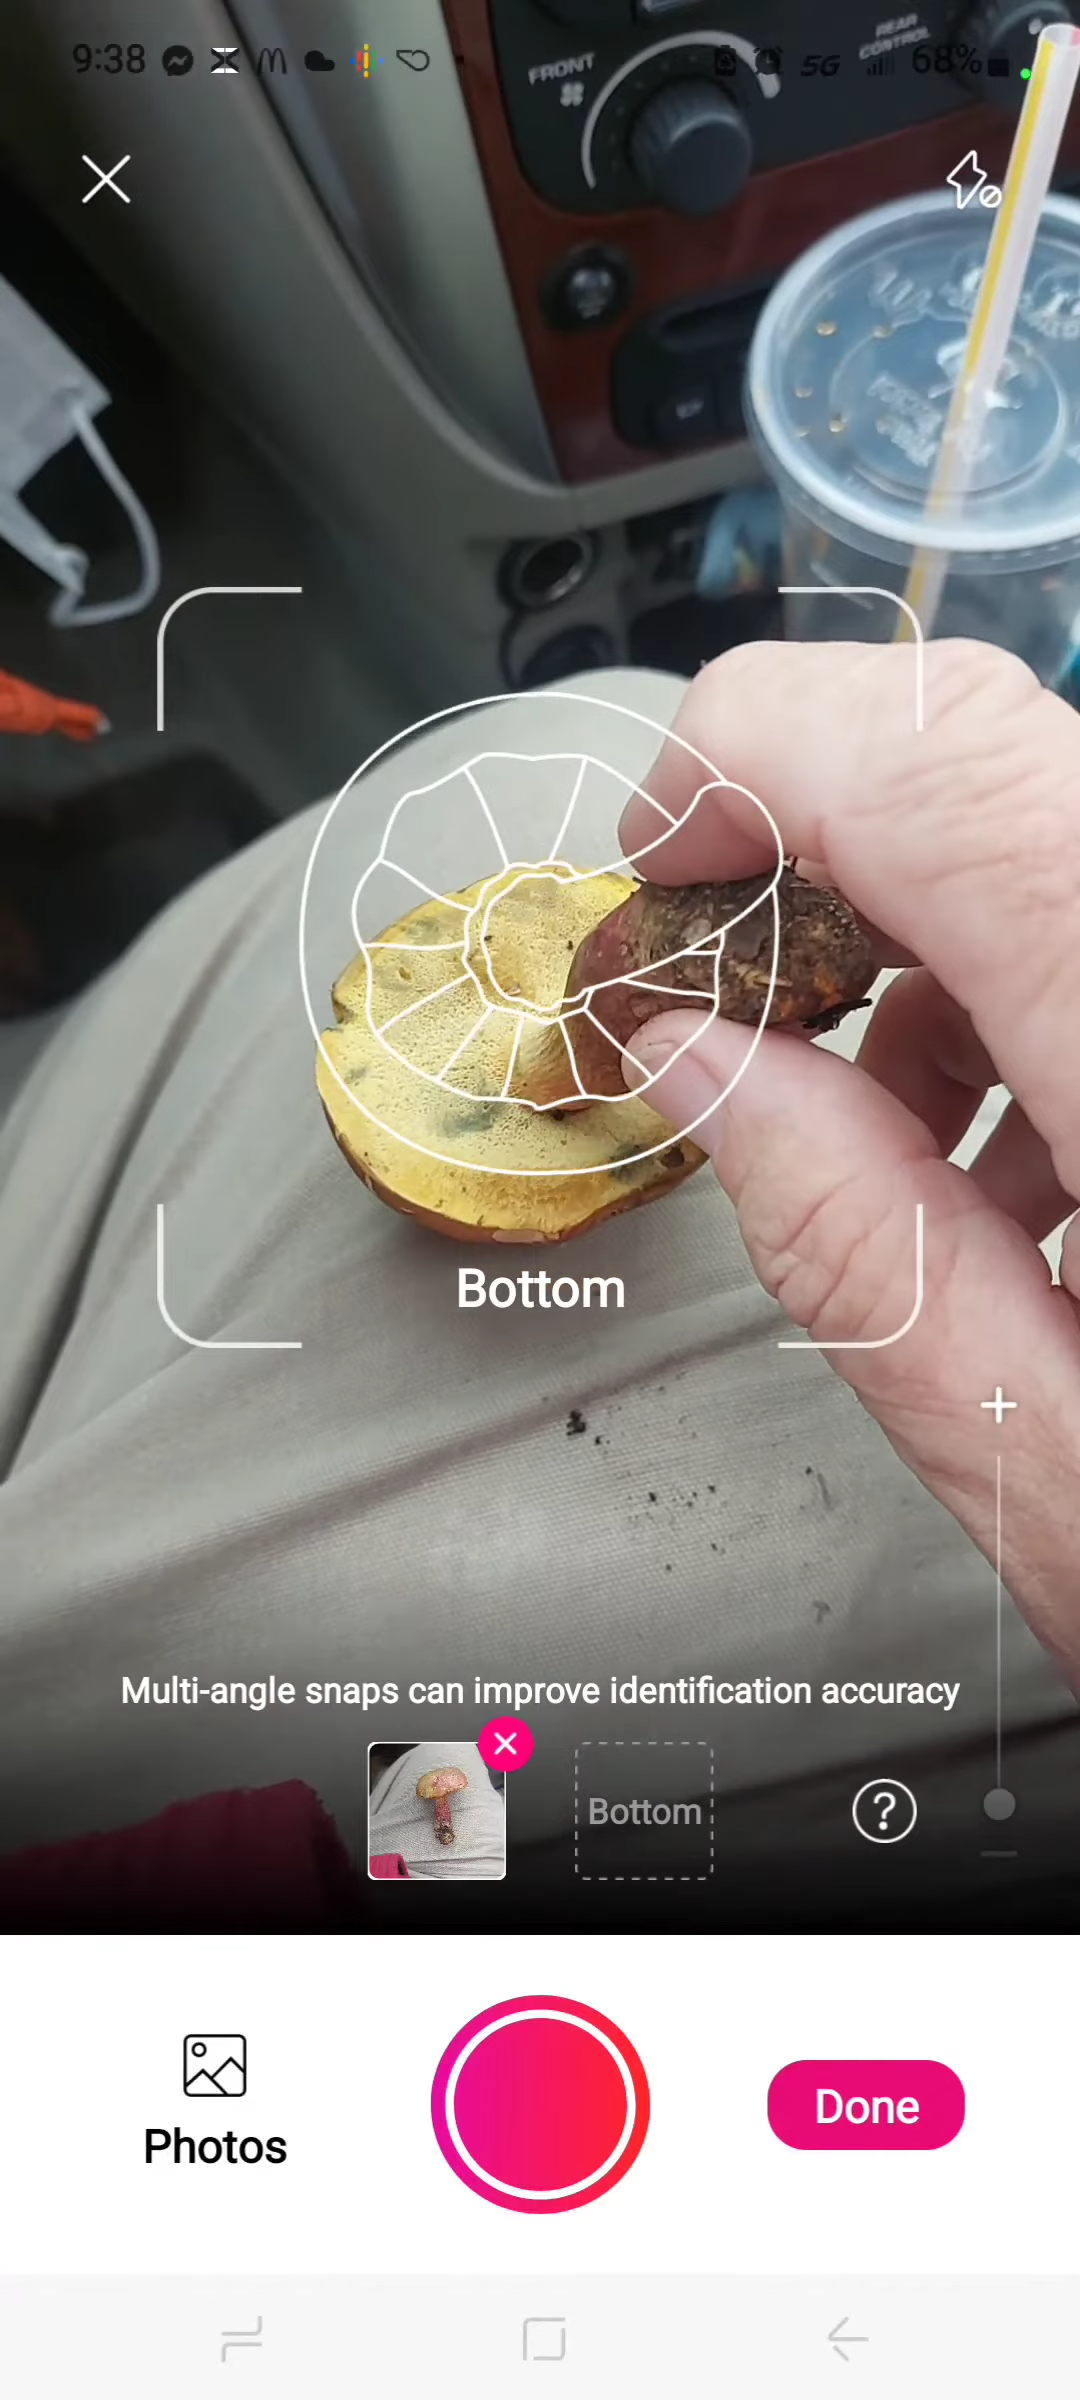 9:38
5G
68%
FRONT
REAR
CONTROL
Bottom
Multi-angle snaps can improve identification accuracy
Bottom
Photos
Done